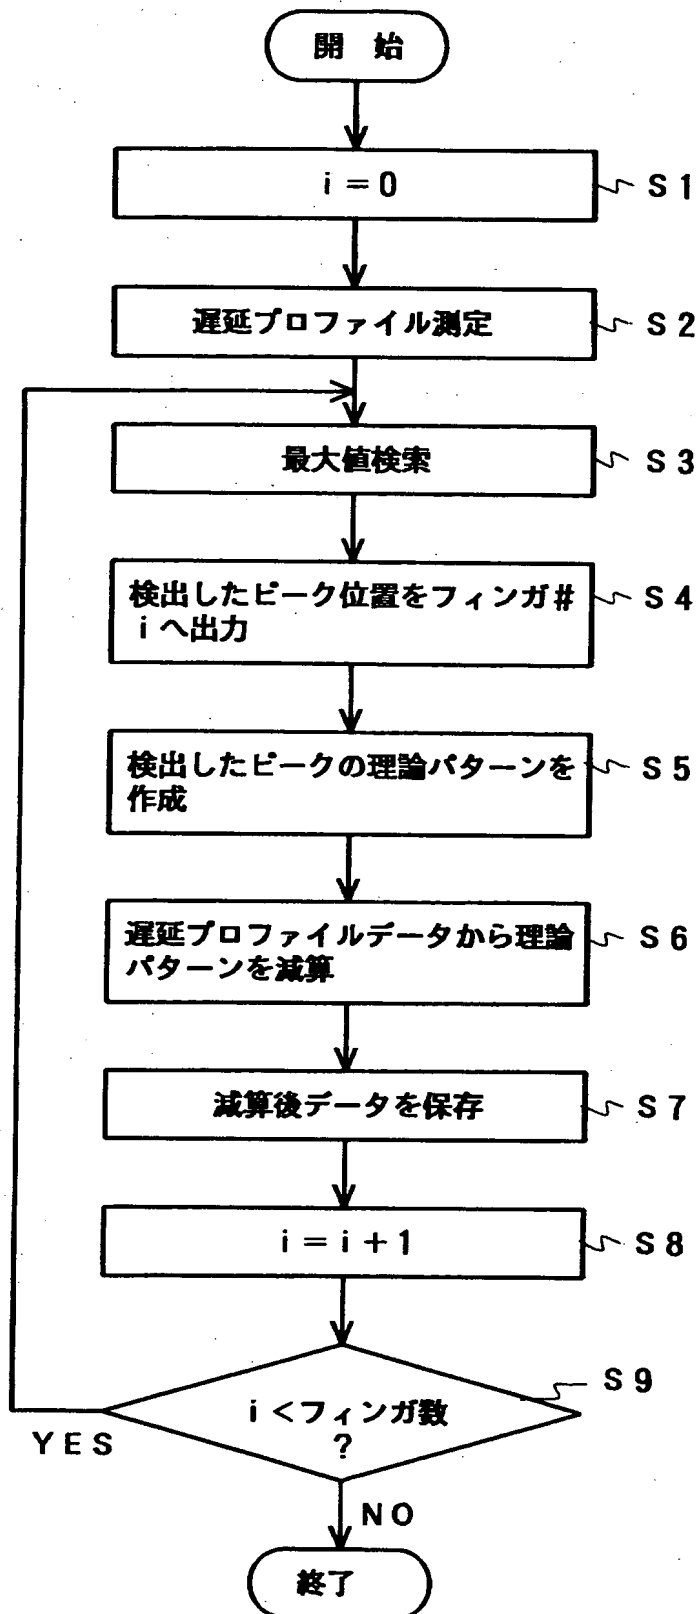 開 始
i = 0
S1
遅延プロファイル測定
S2
最大値検索
S3
検出したピーク位置をフィンガ#
iへ出力
S4
検出したピークの理論パターンを
作成
S5
遅延プロファイルデータから理論
パターンを減算
S6
減算後データを保存
S7
i = i + 1
S8
i <フィンガ数
?
S9
YES
NO
終了